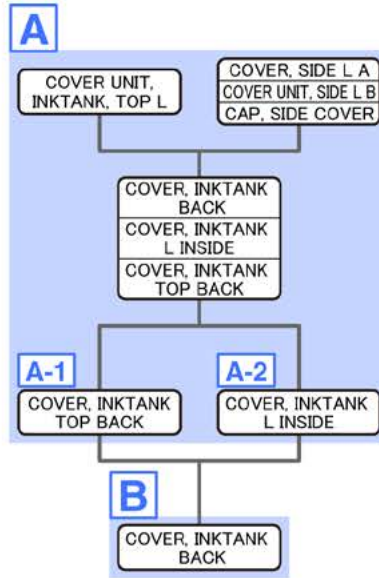 A
COVER UNIT,
INKTANK, TOP L
COVER, SIDE L A
COVER UNIT, SIDE L B
CAP, SIDE COVER
COVER, INKTANK
BACK
COVER, INKTANK
L INSIDE
COVER, INKTANK
TOP BACK
A-1
COVER, INKTANK
TOP BACK
A-2
COVER, INKTANK
L INSIDE
B
COVER, INKTANK
BACK